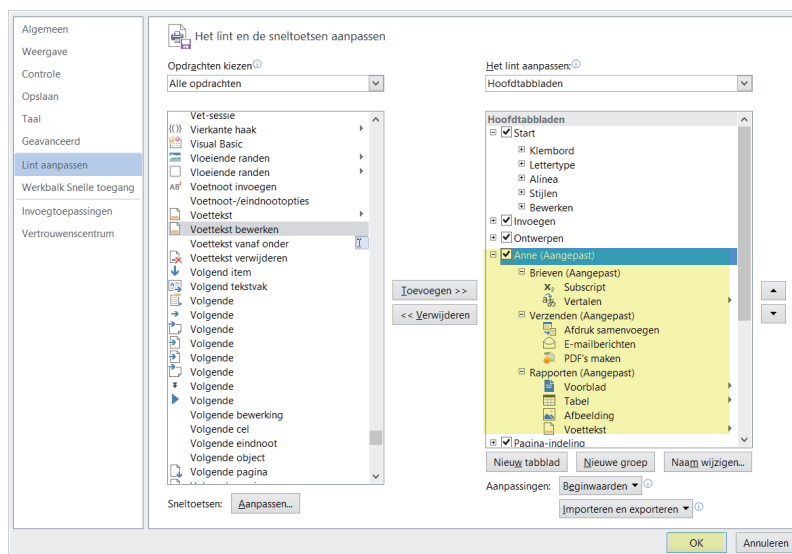 Algemeen
Weergave
Controle
Opslaan
Taal
Geavanceerd
Lint aanpassen
Werkbalk Snelle toegang
Invoegtoepassingen
Vertrouwenscentrum
Het lint en de sneltoetsen aanpassen
Opdrachten kiezen
Alle opdrachten
Vet-sessie
Vierkante haak
Visual Basic
Vloeiende randen
Vloeiende randen
Voetnoot invoegen
Voetnoot-/eindnootopties
Voettekst
Voettekst bewerken
Voettekst vanaf onder
Voettekst verwijderen
Volgend item
Volgend tekstvak
Volgende
Volgende
Volgende
Volgende
Volgende
Volgende
Volgende
Volgende
Volgende bewerking
Volgende cel
Volgende eindnoot
Volgende object
Volgende pagina
Sneltoetsen: Aanpassen...
Toevoegen >>
<< Verwijderen
Het lint aanpassen:
Hoofdtabbladen
Hoofdtabbladen
Start
Klembord
Lettertype
Alinea
Stijlen
Bewerken
Invoegen
Ontwerpen
Anne (Aangepast)
Brieven (Aangepast)
Subscript
Vertalen
Verzenden (Aangepast)
Afdruk samenvoegen
E-mailberichten
PDF's maken
Rapporten (Aangepast)
Voorblad
Tabel
Afbeelding
Voettekst
Pagina-indeling
Nieuw tabblad Nieuwe groep Naam wijzigen...
Aanpassingen: Beginwaarden
Importeren en exporteren
OK Annuleren